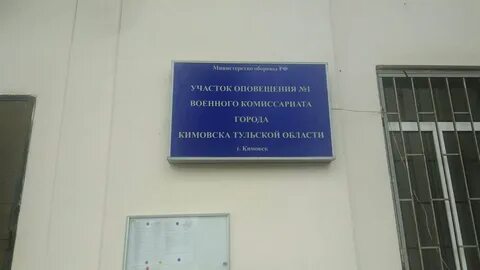 Министерство обороны РФ
УЧАСТОК ОПОВЕЩЕНИЯ №1
ВОЕННОГО КОМИССАРИАТА
ГОРОДА
КИМОВСКА ТУЛЬСКОЙ ОБЛАСТИ
г. Кимовск